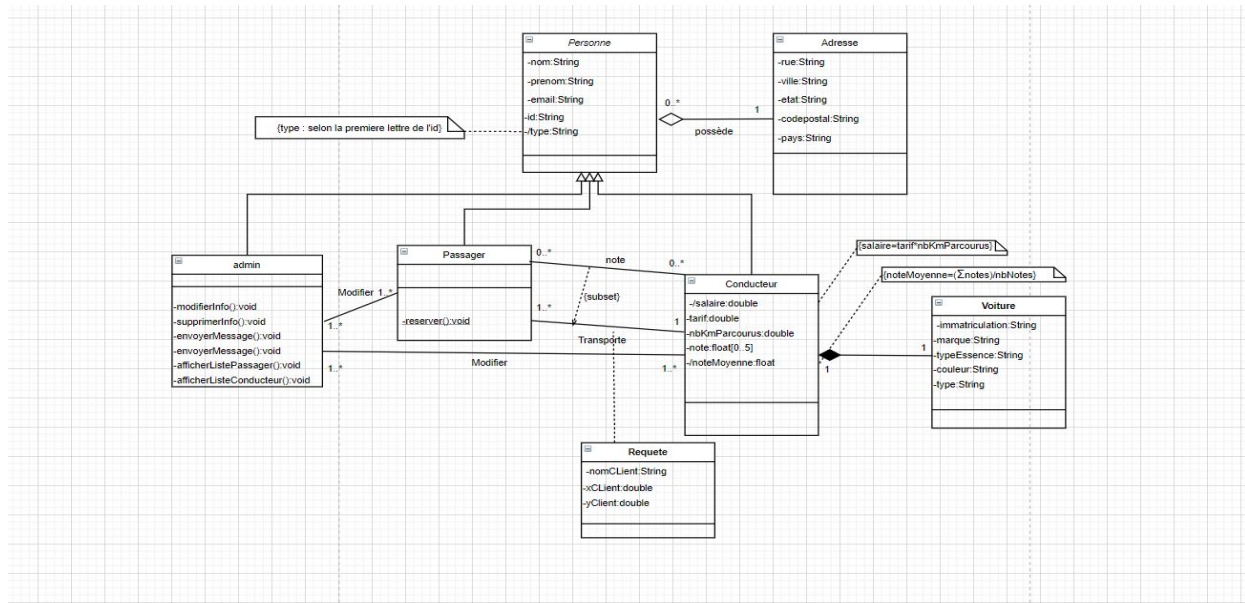 Personne
-nom:String
-prenom:String
-email:String
-id:String
-/type:String
Adresse
-rue:String
-ville:String
-etat:String
-codepostal:String
-pays:String
0..*
1
possède
{type : selon la premiere lettre de l'id}
admin
-modifierInfo():void
-supprimerInfo():void
-envoyerMessage():void
-envoyerMessage():void
-afficherListePassager():void
-afficherListeConducteur():void
Modifier 1..*
1..*
Passager
-reserver():void
0..*
note
0..*
{subset}
1..*
1
Transporte
1..*
Modifier
1..*
Conducteur
-/salaire:double
-tarif:double
-nbKmParcourus:double
-note:float[0..5]
-/noteMoyenne:float
{salaire=tarif*nbKmParcourus}
{noteMoyenne=(Σnotes)/nbNotes}
1
1
Voiture
-immatriculation:String
-marque:String
-typeEssence:String
-couleur:String
-type:String
Requete
-nomCLient:String
-xCLient:double
-yClient:double